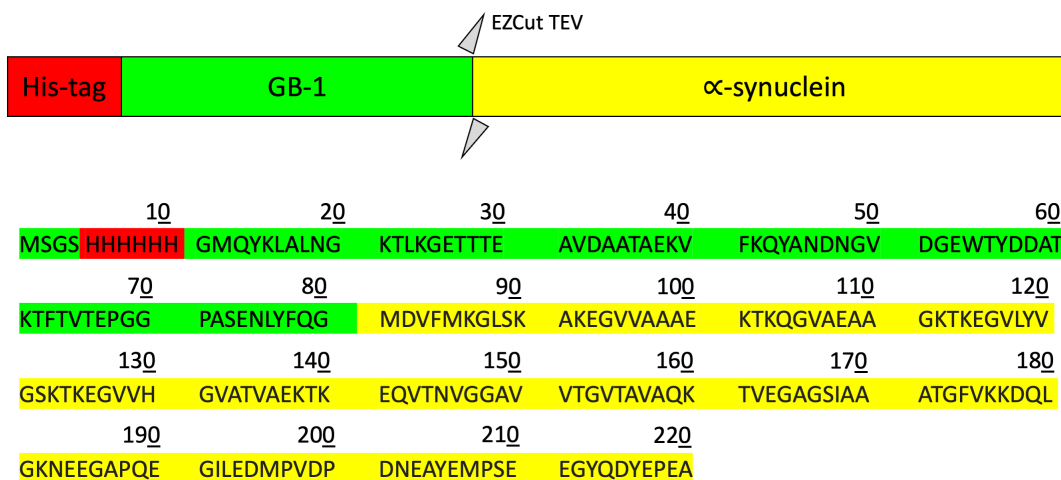 EZCut TEV
His-tag GB-1 ∝-synuclein
10 20 30 40 50 60
MSGSHHHHHH GMQYKLALNG KTLKGETTTE AVDAATAEKV FKQYANDNGV DGEWTYDDAT
70 80 90 100 110 120
KTFTVTEPGG PASENLYFQG MDVFMKGLSK AKEGVVAAAE KTKQGVAEAA GKTKEGVLYV
130 140 150 160 170 180
GSKTKEGVVH GVATVAEKTK EQVTNVGGAV VTGVTAVAQK TVEGAGSIAA ATGFVKKDQL
190 200 210 220
GKNEEGAPQE GILEDMPVDP DNEAYEMPSE EGYQDYEPEA